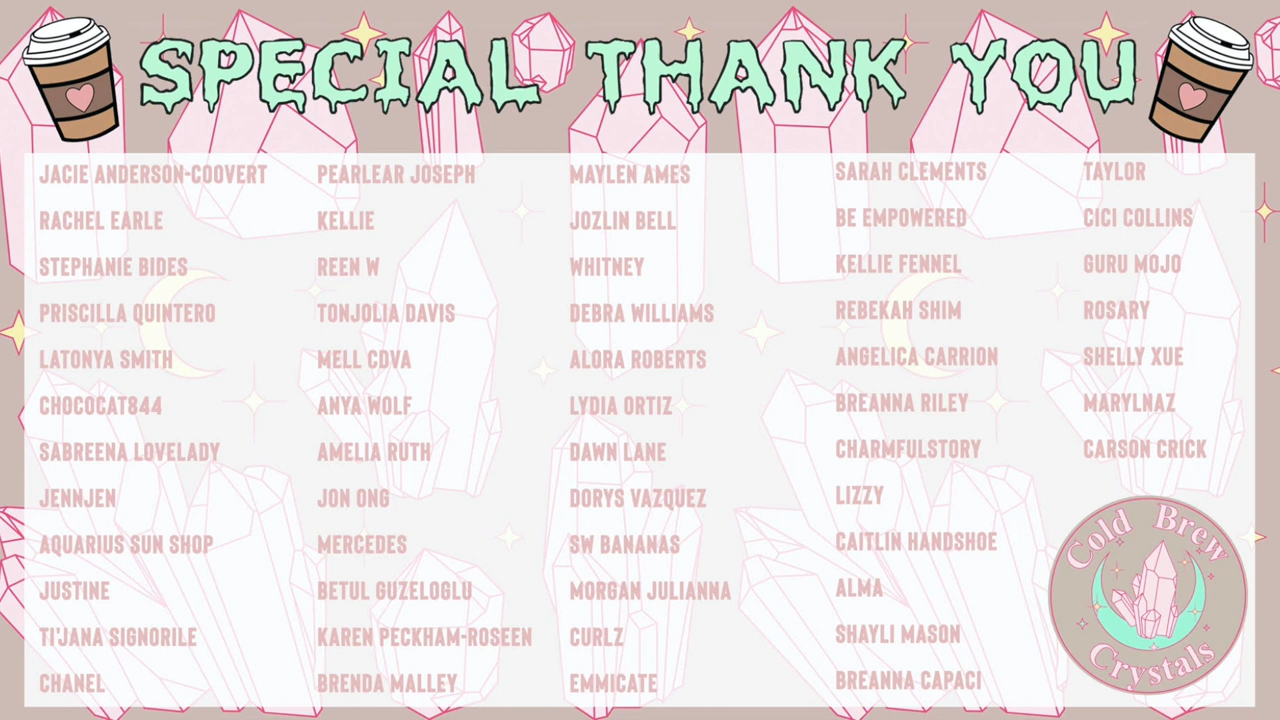 SPECIAL THANK YOU
JACIE ANDERSON-COOVERT
RACHEL EARLE
STEPHANIE BIDES
PRISCILLA QUINTERO
LATONYA SMITH
CHOCOCAT844
SABREENA LOVELADY
JENNJEN
AQUARIUS SUN SHOP
JUSTINE
TI'JANA SIGNORILE
CHANEL
PEARLEAR JOSEPH
KELLIE
REEN W
TONJOLIA DAVIS
MELL CDVA
ANYA WOLF
AMELIA RUTH
JON ONG
MERCEDES
BETUL GUZELOGLU
KAREN PECKHAM-ROSEEN
BRENDA MALLEY
MAYLEN AMES
JOZLIN BELL
WHITNEY
DEBRA WILLIAMS
ALORA ROBERTS
LYDIA ORTIZ
DAWN LANE
DORYS VAZQUEZ
SW BANANAS
MORGAN JULIANNA
CURLZ
EMMICATE
SARAH CLEMENTS
BE EMPOWERED
KELLIE FENNEL
REBEKAH SHIM
ANGELICA CARRION
BREANNA RILEY
CHARMFULSTORY
LIZZY
CAITLIN HANDSHOE
ALMA
SHAYLI MASON
BREANNA CAPACI
TAYLOR
CICI COLLINS
GURU MOJO
ROSARY
SHELLY XUE
MARYLNAZ
CARSON CRICK
Cold Brew
Crystals